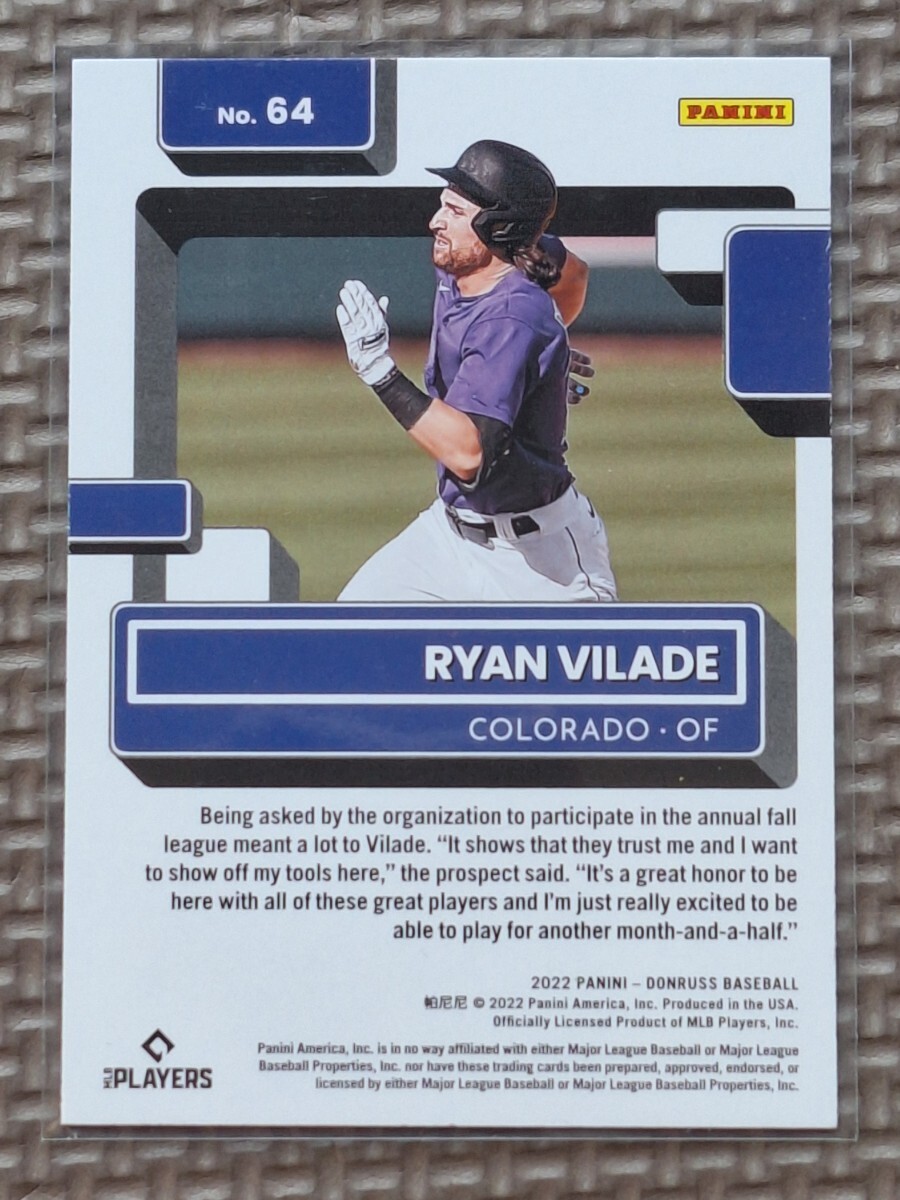 No. 64
PANINI
RYAN VILADE
COLORADO · OF
Being asked by the organization to participate in the annual fall
league meant a lot to Vilade. “It shows that they trust me and I want
to show off my tools here,” the prospect said. “It’s a great honor to be
here with all of these great players and I’m just really excited to be
able to play for another month-and-a-half.”
2022 PANINI – DONRUSS BASEBALL
帕尼尼 © 2022 Panini America, Inc. Produced in the USA.
Officially Licensed Product of MLB Players, Inc.
Panini America, Inc. is in no way affiliated with either Major League Baseball or Major League
Baseball Properties, Inc. nor have these trading cards been prepared, approved, endorsed, or
licensed by either Major League Baseball or Major League Baseball Properties, Inc.
MLB PLAYERS